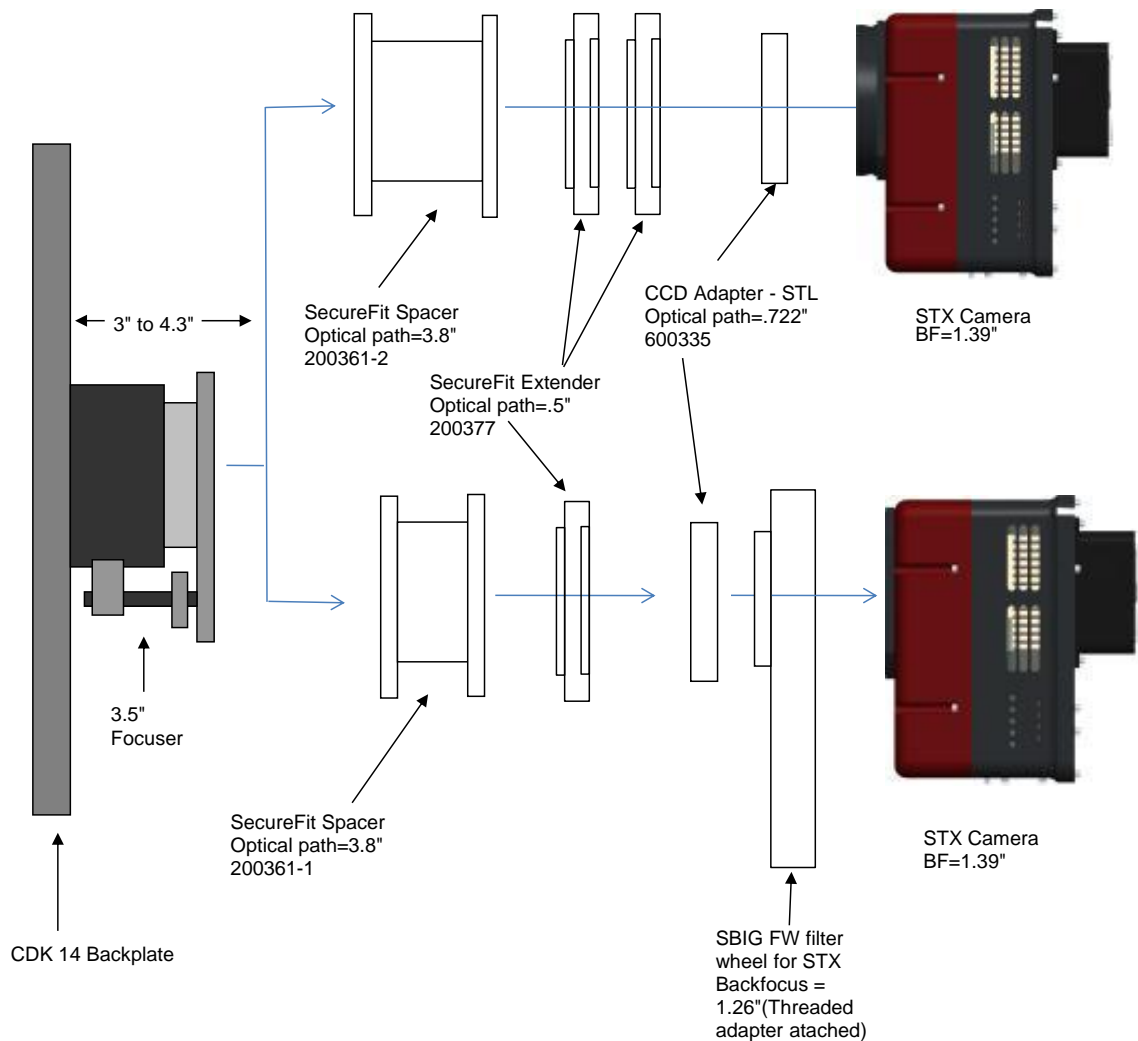 3" to 4.3"
SecureFit Spacer
Optical path=3.8"
200361-2
SecureFit Extender
Optical path=.5"
200377
CCD Adapter - STL
Optical path=.722"
600335
STX Camera
BF=1.39"
3.5"
Focuser
SecureFit Spacer
Optical path=3.8"
200361-1
STX Camera
BF=1.39"
CDK 14 Backplate
SBIG FW filter
wheel for STX
Backfocus =
1.26"(Threaded
adapter atached)